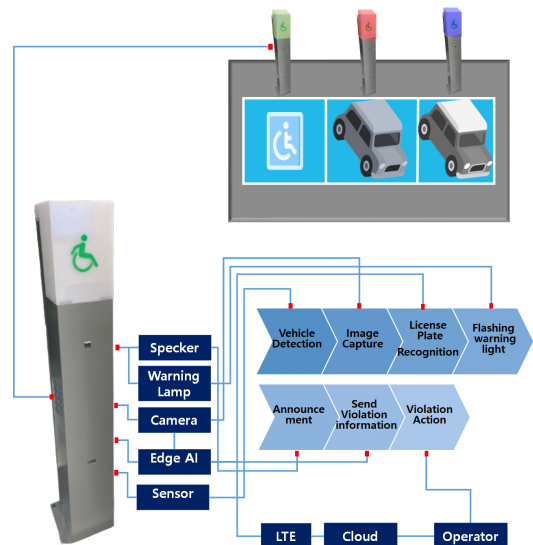 Specker
Warning
Lamp
Camera
Edge AI
Sensor
Vehicle
Detection
Image
Capture
License
Plate
Recognition
Flashing
warning
light
Announce
ment
Send
Violation
information
Violation
Action
LTE
Cloud
Operator